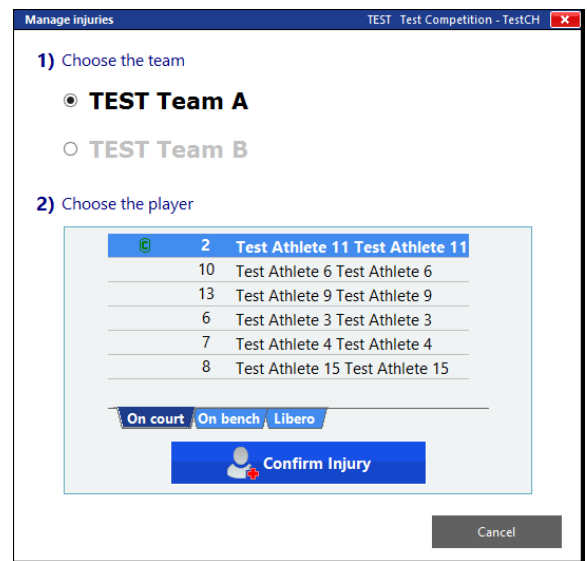 Manage injuries TEST Test Competition - TestCH
1) Choose the team
TEST Team A
TEST Team B
2) Choose the player
C 2 Test Athlete 11 Test Athlete 11
10 Test Athlete 6 Test Athlete 6
13 Test Athlete 9 Test Athlete 9
6 Test Athlete 3 Test Athlete 3
7 Test Athlete 4 Test Athlete 4
8 Test Athlete 15 Test Athlete 15
On court On bench Libero
Confirm Injury
Cancel